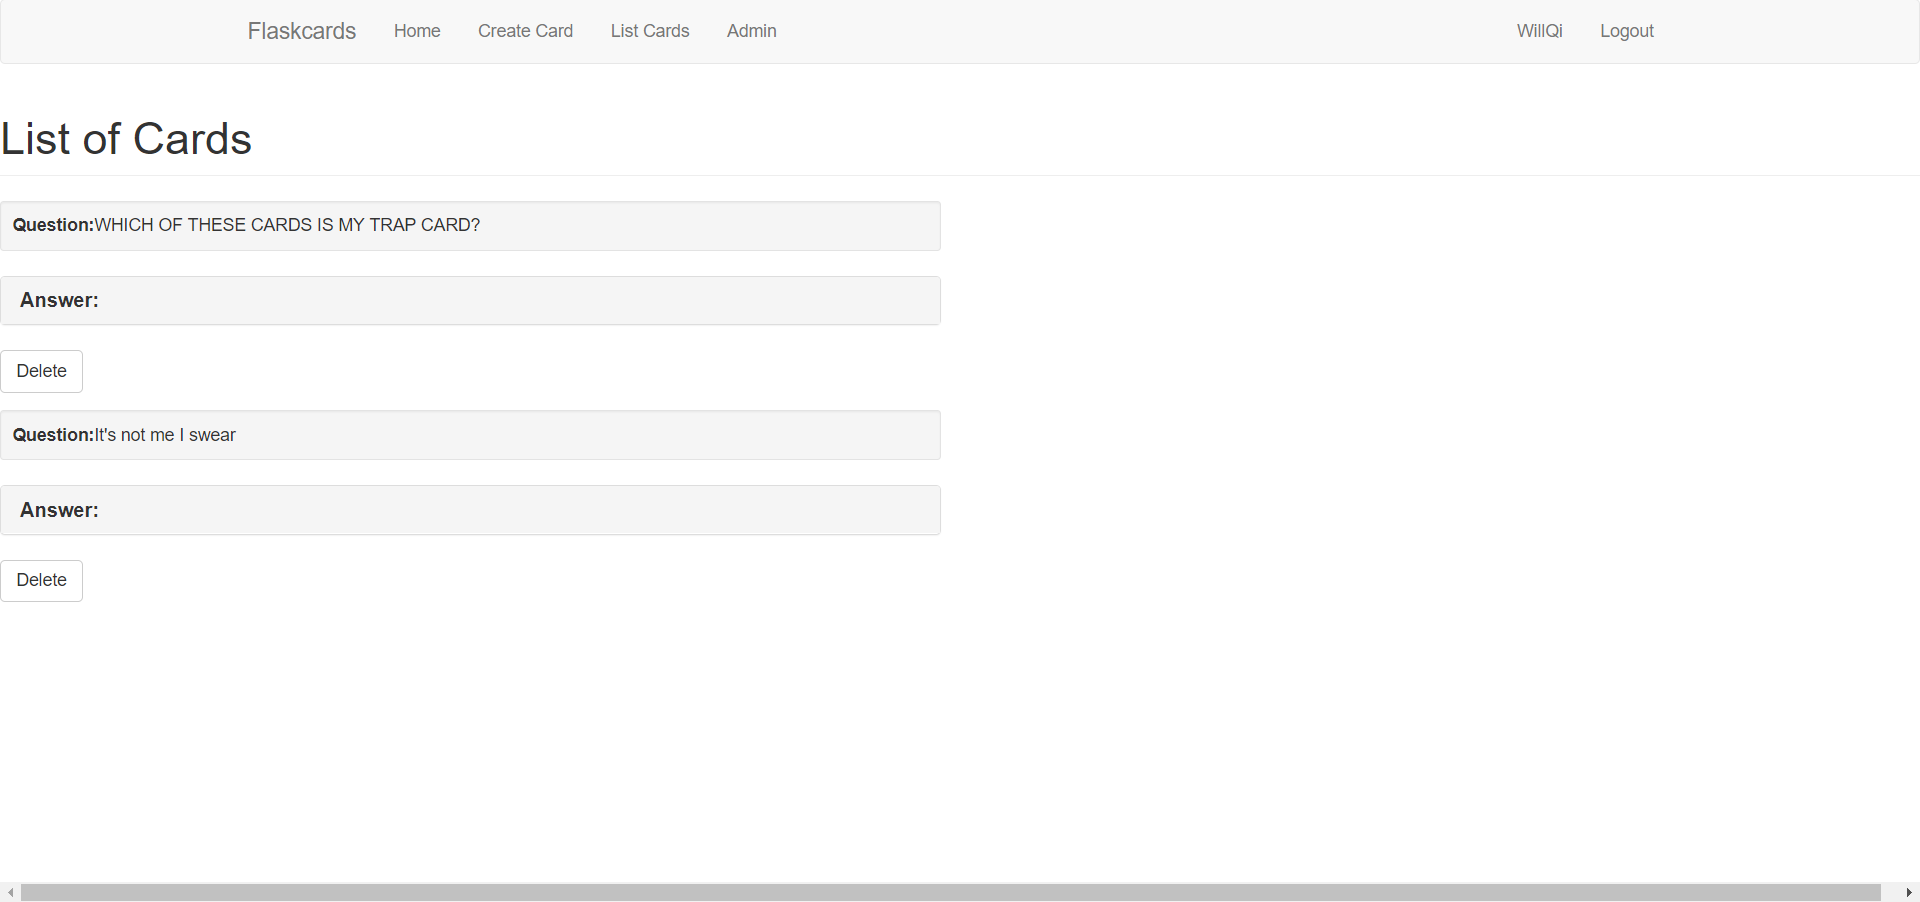 Flaskcards Home Create Card List Cards Admin WillQi Logout
List of Cards
Question:WHICH OF THESE CARDS IS MY TRAP CARD?
Answer:
Delete
Question:It's not me I swear
Answer:
Delete